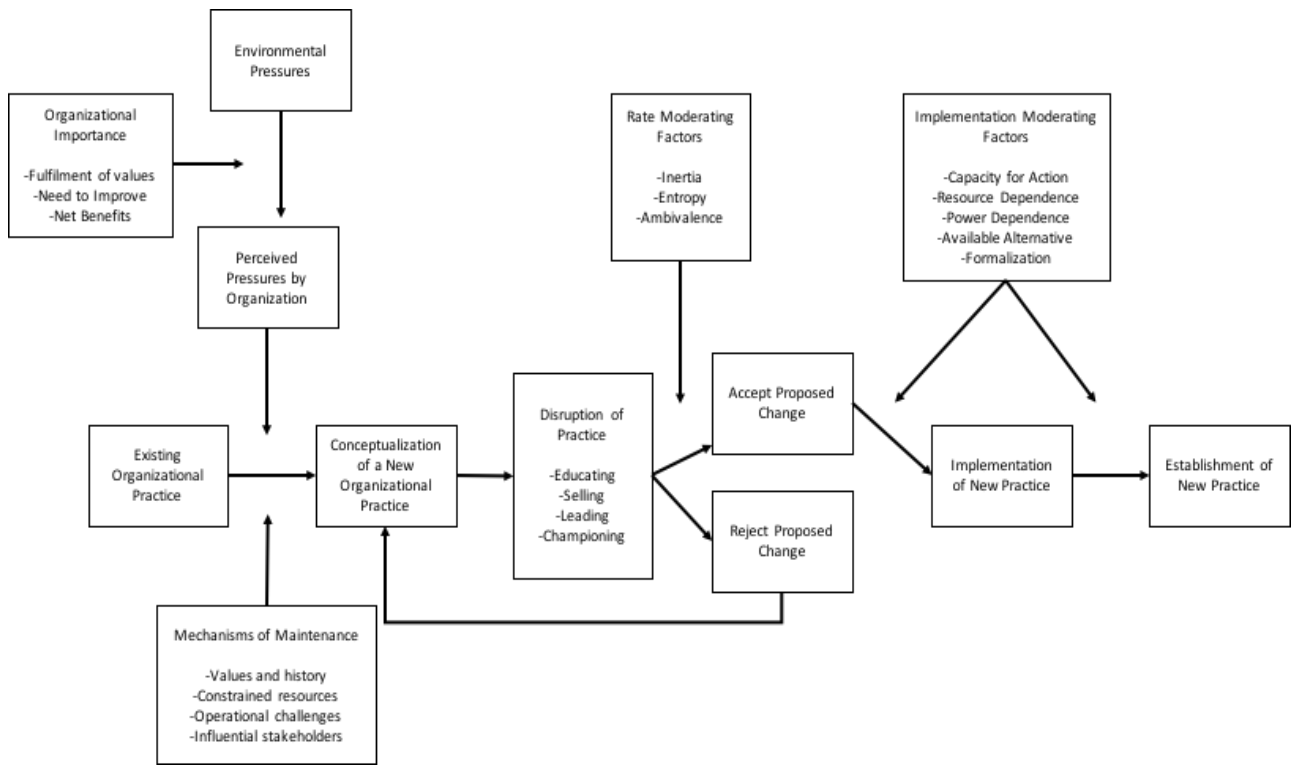 Environmental
Pressures
Organizational
Importance
-Fulfilment of values
-Need to Improve
-Net Benefits
Rate Moderating
Factors
-Inertia
-Entropy
-Ambivalence
Implementation Moderating
Factors
-Capacity for Action
-Resource Dependence
-Power Dependence
-Available Alternative
-Formalization
Perceived
Pressures by
Organization
Existing
Organizational
Practice
Conceptualization
of a New
Organizational
Practice
Disruption of
Practice
-Educating
-Selling
-Leading
-Championing
Accept Proposed
Change
Reject Proposed
Change
Implementation
of New Practice
Establishment of
New Practice
Mechanisms of Maintenance
-Values and history
-Constrained resources
-Operational challenges
-Influential stakeholders